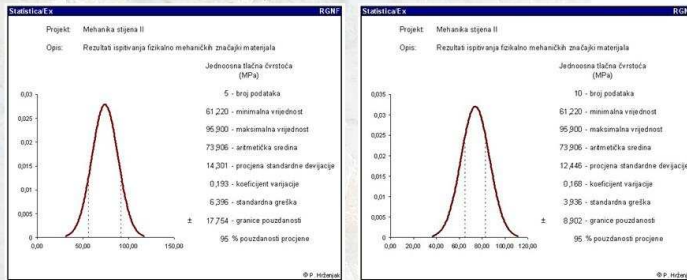 Statistica/Ex RGNF
Projekt: Mehanika stijena II
Opis: Rezultati ispitivanja fizikalno mehaničkih značajki materijala
Jednoosna tlačna čvrstoća
(MPa)
5 - broj podataka
61,220 - minimalna vrijednost
95,900 - maksimalna vrijednost
73,906 - aritmetička sredina
14,301 - procjena standardne devijacije
0,193 - koeficijent varijacije
6,396 - standardna greška
± 17,754 - granice pouzdanosti
95 % pouzdanosti procjene
0,03
0,025
0,02
0,015
0,01
0,005
0
0,00 50,00 100,00 150,00
© P. Hrženjak
Statistica/Ex RGN
Projekt: Mehanika stijena II
Opis: Rezultati ispitivanja fizikalno mehaničkih značajki materijala
Jednoosna tlačna čvrstoća
(MPa)
10 - broj podataka
61,220 - minimalna vrijednost
95,900 - maksimalna vrijednost
73,906 - aritmetička sredina
12,446 - procjena standardne devijacije
0,168 - koeficijent varijacije
3,936 - standardna greška
± 8,902 - granice pouzdanosti
95 % pouzdanosti procjene
0,035
0,03
0,025
0,02
0,015
0,01
0,005
0
0,00 20,00 40,00 60,00 80,00 100,00 120,00
© P. Hrženjak